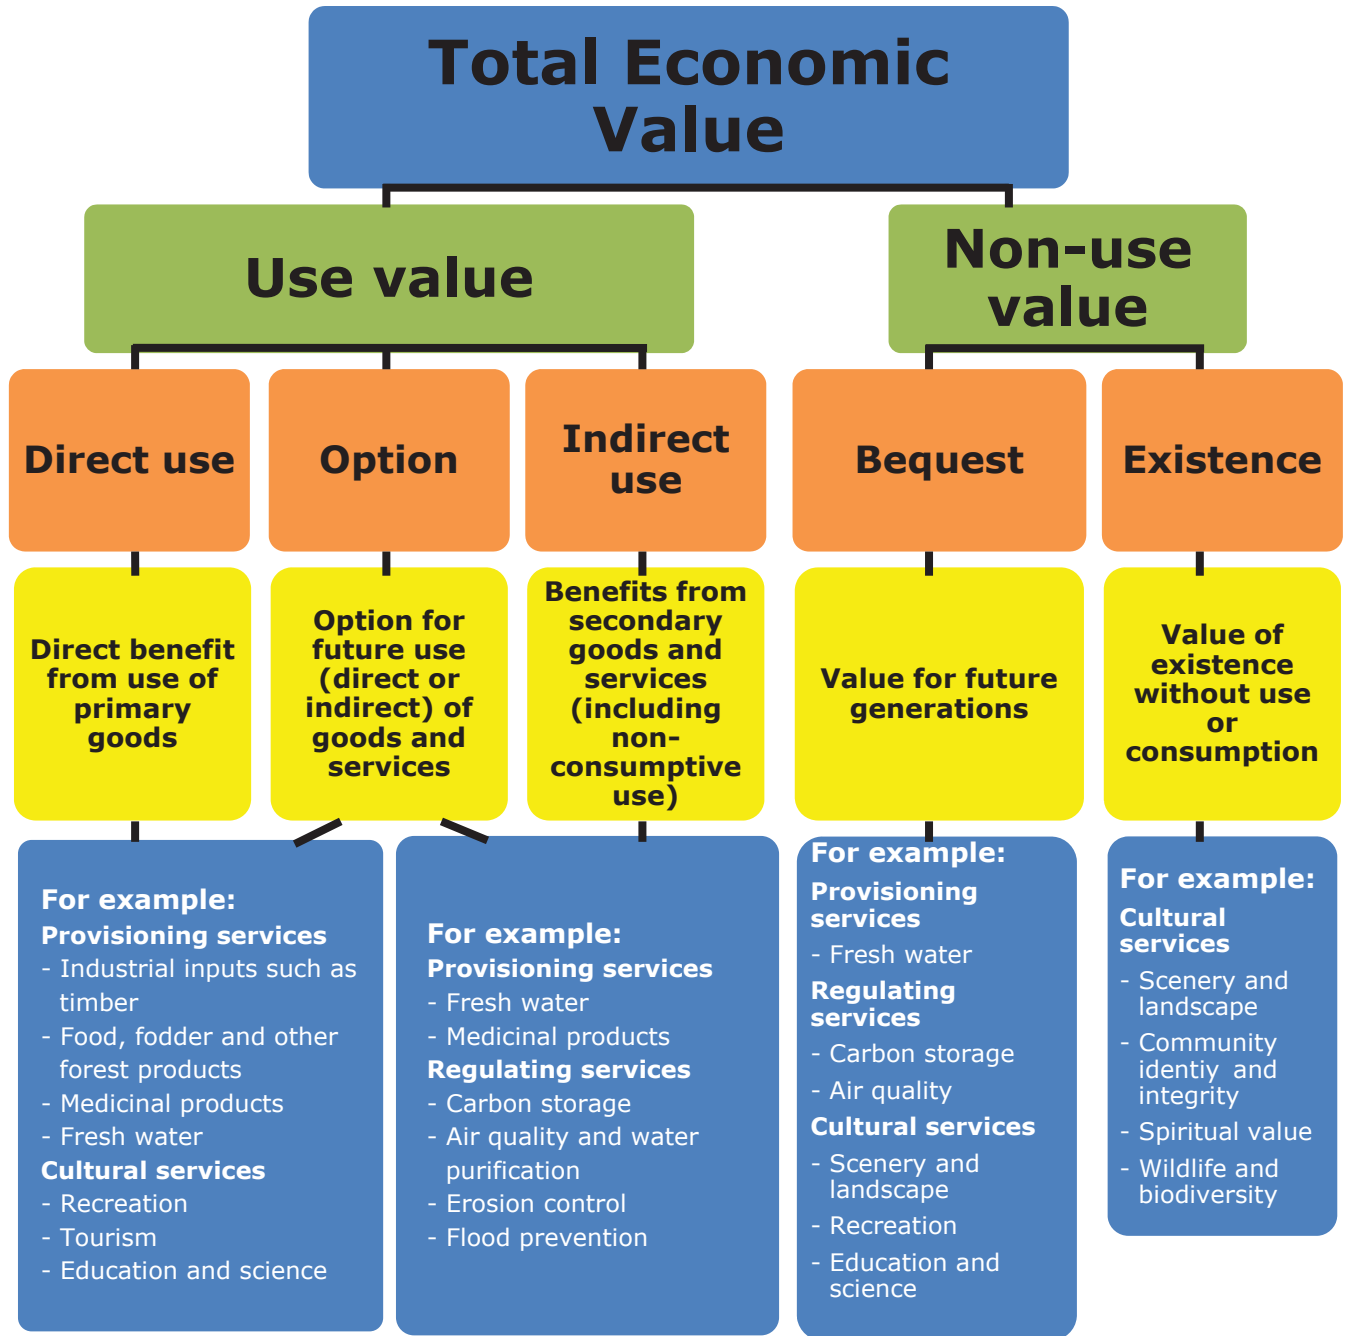 Total Economic
Value
Use value
Non-use
value
Direct use
Option
Indirect
use
Bequest
Existence
Direct benefit
from use of
primary
goods
Option for
future use
(direct or
indirect) of
goods and
services
Benefits from
secondary
goods and
services
(including
non-
consumptive
use)
Value for future
generations
Value of
existence
without use
or
consumption
For example:
Provisioning services
- Industrial inputs such as
timber
- Food, fodder and other
forest products
- Medicinal products
- Fresh water
Cultural services
- Recreation
- Tourism
- Education and science
For example:
Provisioning services
- Fresh water
- Medicinal products
Regulating services
- Carbon storage
- Air quality and water
purification
- Erosion control
- Flood prevention
For example:
Provisioning
services
- Fresh water
Regulating
services
- Carbon storage
- Air quality
Cultural services
- Scenery and
landscape
- Recreation
- Education and
science
For example:
Cultural
services
- Scenery and
landscape
- Community
identiy and
integrity
- Spiritual value
- Wildlife and
biodiversity